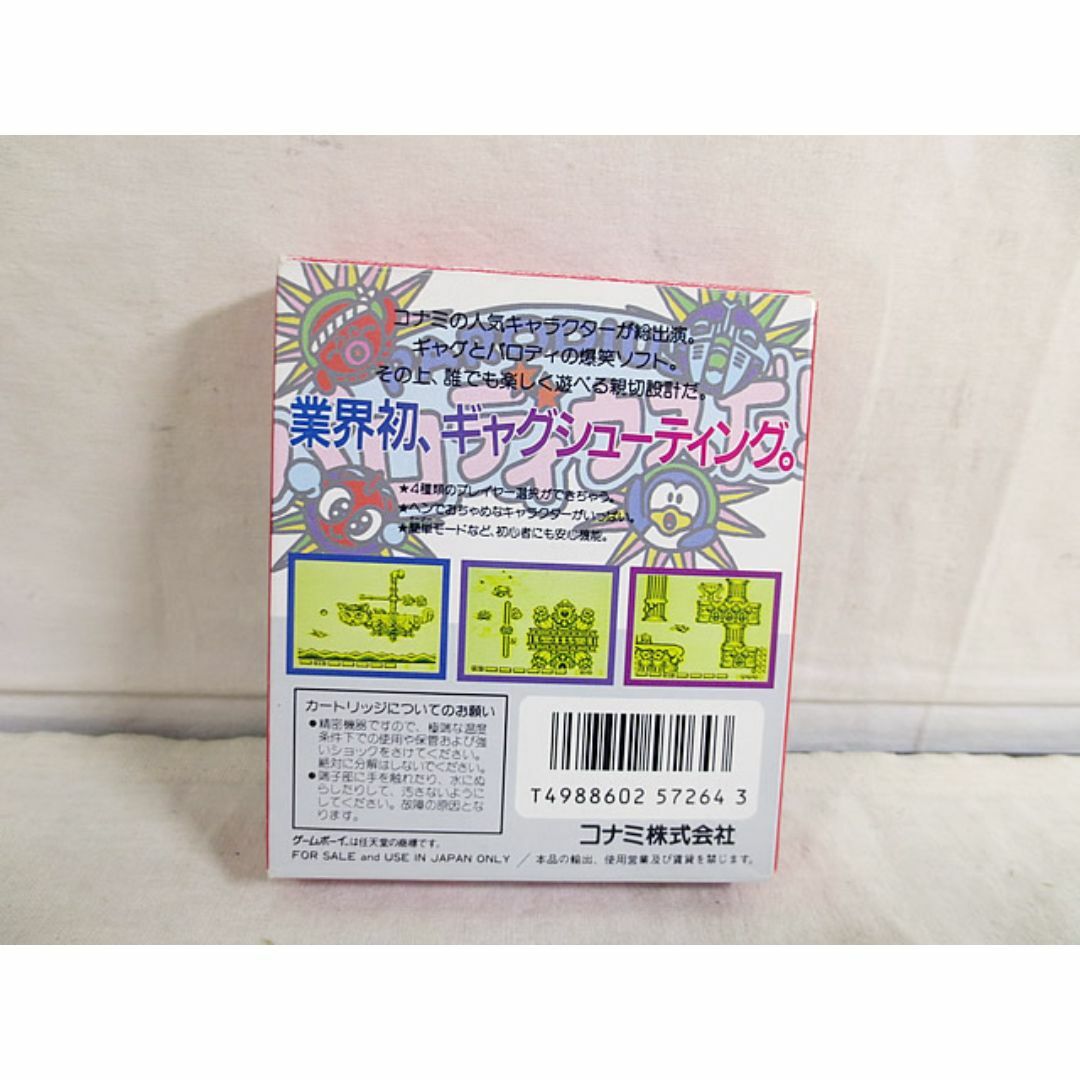 コナミの人気キャラクターが総出演。
ギャグとパロディの爆笑ソフト。
その上、誰でも楽しく遊べる親切設計だ。
業界初、ギャグシューティング。
★4種類のプレイヤー選択ができちゃう。
★ヘンでおちゃめなキャラクターがいっぱい。
★簡単モードなど、初心者にも安心機能。
カートリッジについてのお願い
●精密機器ですので、極端な温度
条件下での使用や保管および強
いショックをさけてください。
絶対に分解はしないでください。
●端子部に手を触れたり、水にぬ
らしたりして、汚さないように
してください。故障の原因とな
ります。
T4988602 57264 3
コナミ株式会社
ゲームボーイ®は任天堂の商標です。
FOR SALE and USE IN JAPAN ONLY / 本品の輸出、使用営業及び賃貸を禁じます。